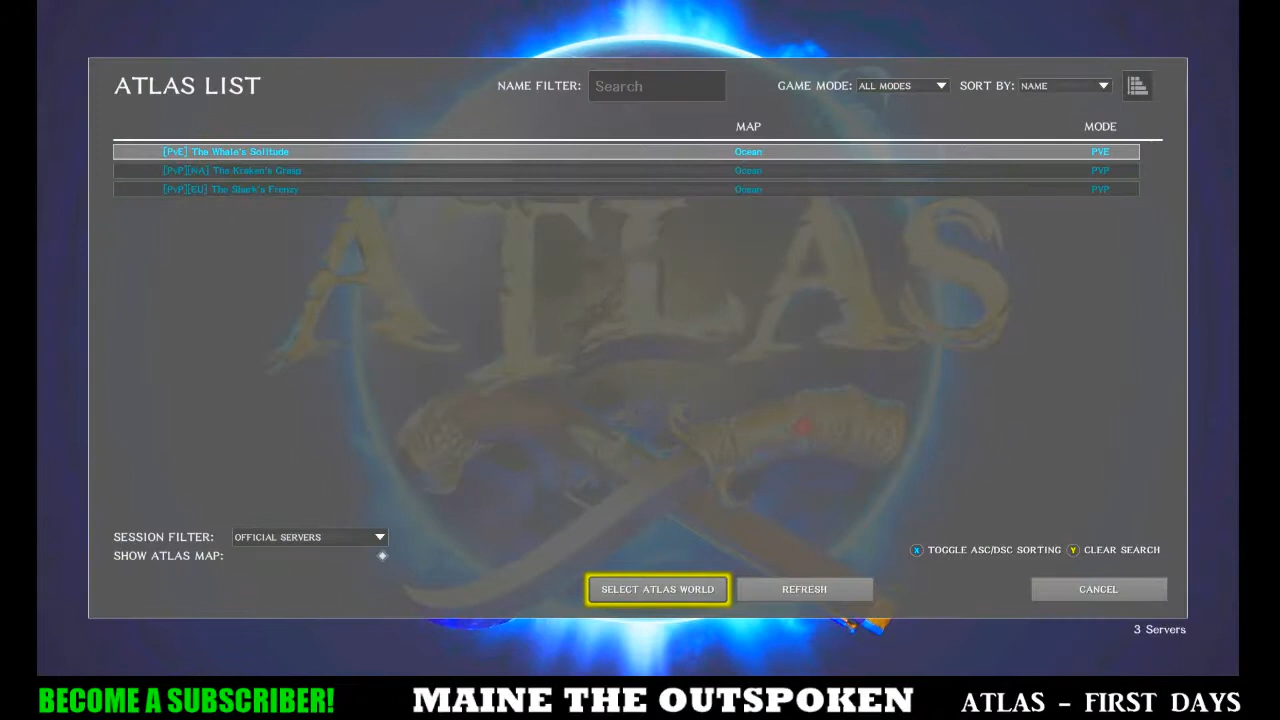 ATLAS LIST
NAME FILTER: Search
GAME MODE: ALL MODES
SORT BY: NAME
MAP MODE
[PvE] The Whale's Solitude Ocean PVE
[PvP][NA] The Kraken's Grasp Ocean PVP
[PvP][EU] The Shark's Frenzy Ocean PVP
ATLAS
SESSION FILTER: OFFICIAL SERVERS
SHOW ATLAS MAP:
X TOGGLE ASC/DSC SORTING Y CLEAR SEARCH
SELECT ATLAS WORLD REFRESH CANCEL
3 Servers
BECOME A SUBSCRIBER! MAINE THE OUTSPOKEN ATLAS - FIRST DAYS